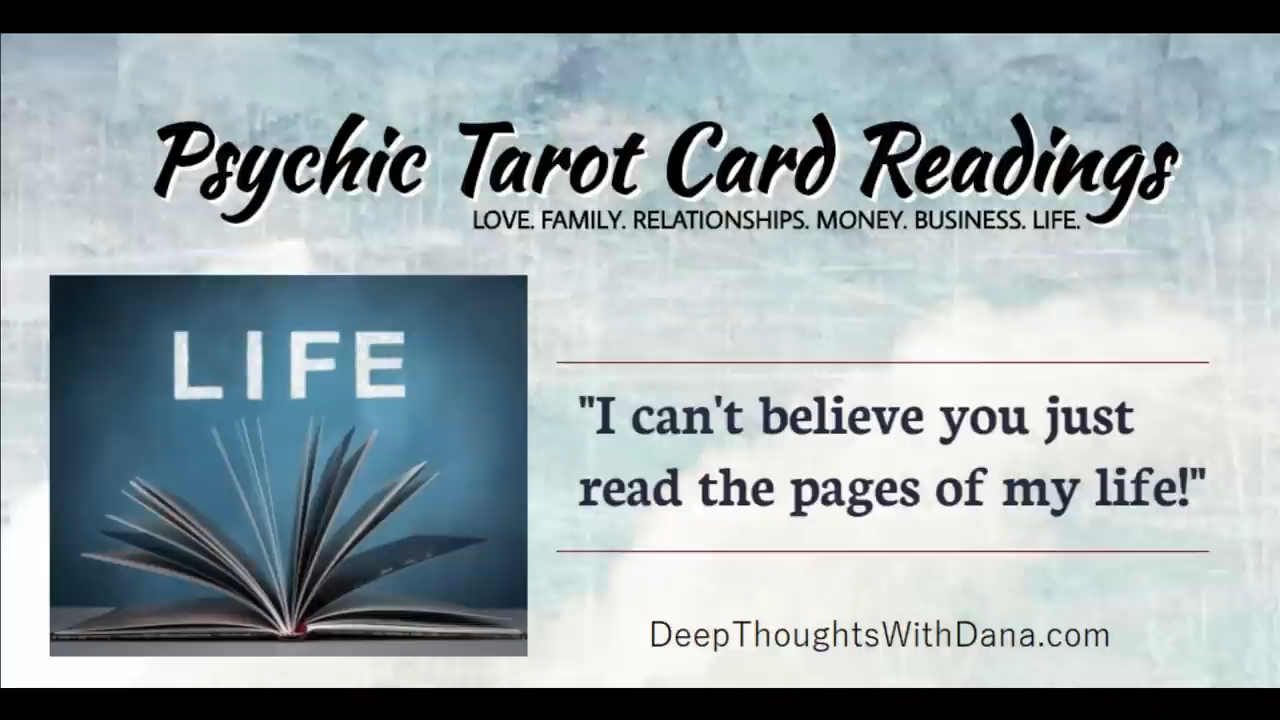 Psychic Tarot Card Readings
LOVE. FAMILY. RELATIONSHIPS. MONEY. BUSINESS. LIFE.
LIFE
"I can't believe you just
read the pages of my life!"
DeepThoughtsWithDana.com